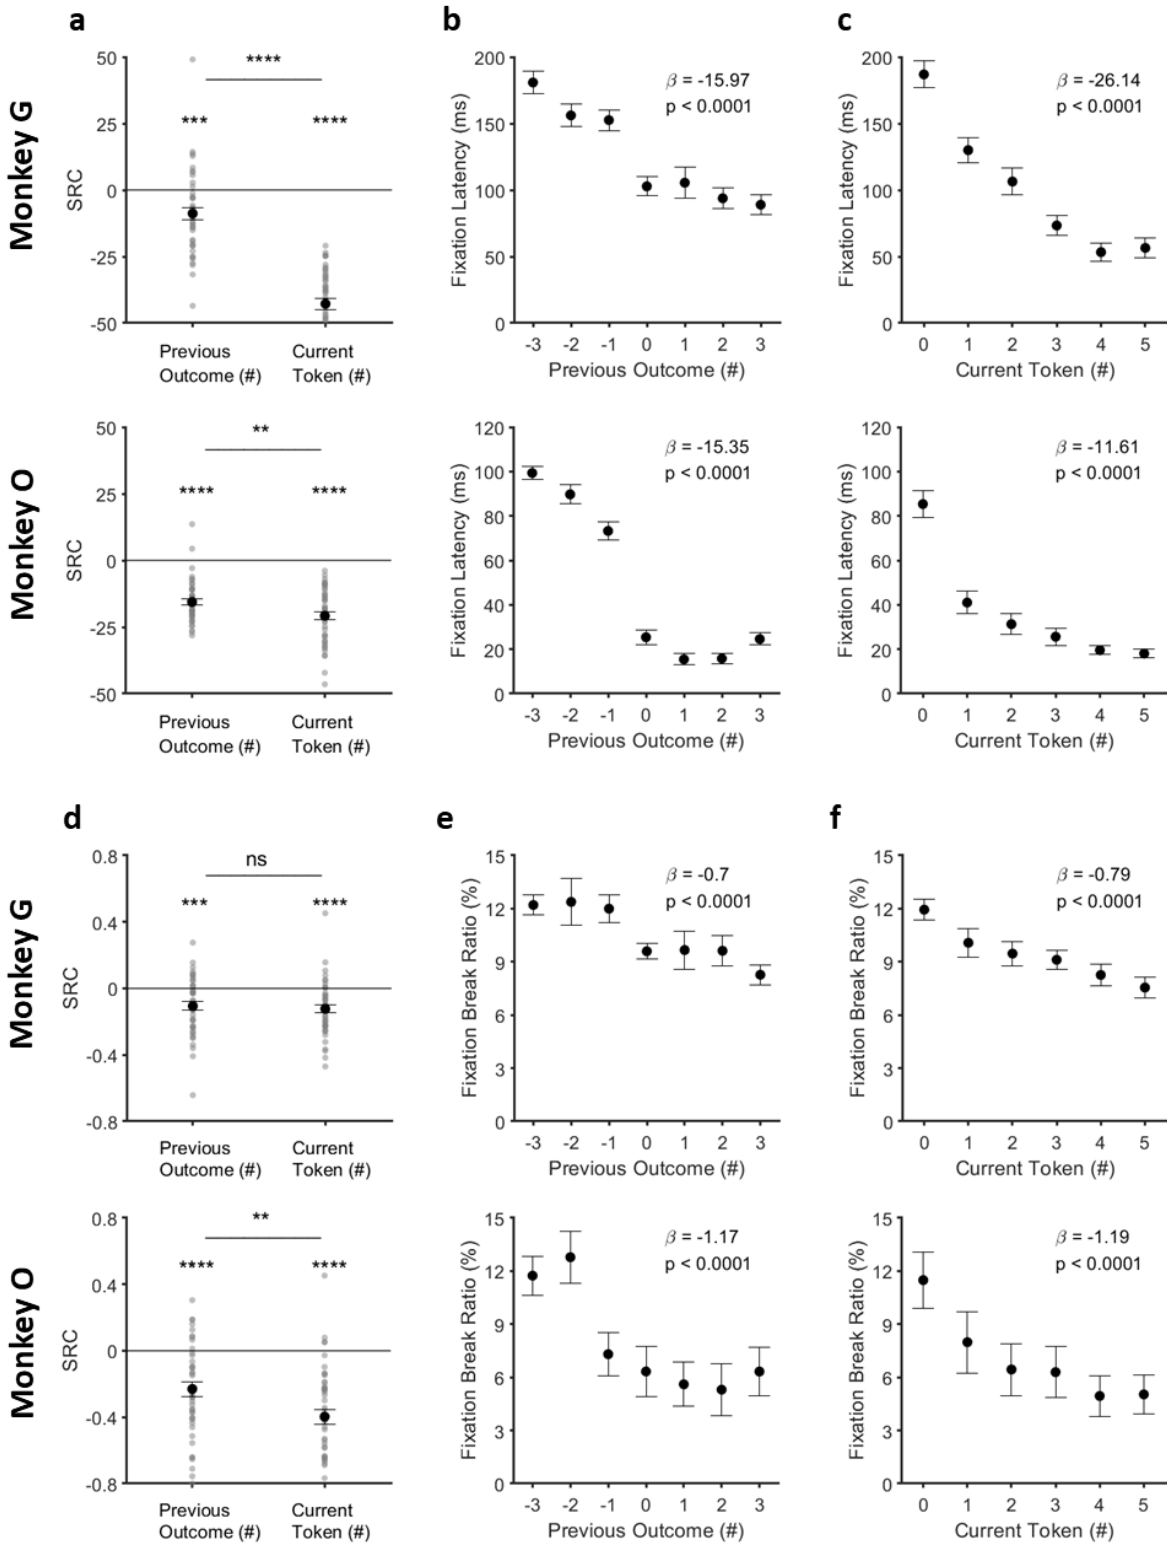 a
b
c
Monkey G
50
25
0
-25
-50
SRC
****
***
****
Previous
Outcome (#)
Current
Token (#)
200
150
100
50
0
Fixation Latency (ms)
β = -15.97
p < 0.0001
-3 -2 -1 0 1 2 3
Previous Outcome (#)
200
150
100
50
0
Fixation Latency (ms)
β = -26.14
p < 0.0001
0 1 2 3 4 5
Current Token (#)
Monkey O
50
25
0
-25
-50
SRC
**
****
****
Previous
Outcome (#)
Current
Token (#)
120
100
80
60
40
20
0
Fixation Latency (ms)
β = -15.35
p < 0.0001
-3 -2 -1 0 1 2 3
Previous Outcome (#)
120
100
80
60
40
20
0
Fixation Latency (ms)
β = -11.61
p < 0.0001
0 1 2 3 4 5
Current Token (#)
d
e
f
Monkey G
0.8
0.4
0
-0.4
-0.8
SRC
ns
***
****
Previous
Outcome (#)
Current
Token (#)
15
12
9
6
3
0
Fixation Break Ratio (%)
β = -0.7
p < 0.0001
-3 -2 -1 0 1 2 3
Previous Outcome (#)
15
12
9
6
3
0
Fixation Break Ratio (%)
β = -0.79
p < 0.0001
0 1 2 3 4 5
Current Token (#)
Monkey O
0.8
0.4
0
-0.4
-0.8
SRC
**
****
****
Previous
Outcome (#)
Current
Token (#)
15
12
9
6
3
0
Fixation Break Ratio (%)
β = -1.17
p < 0.0001
-3 -2 -1 0 1 2 3
Previous Outcome (#)
15
12
9
6
3
0
Fixation Break Ratio (%)
β = -1.19
p < 0.0001
0 1 2 3 4 5
Current Token (#)